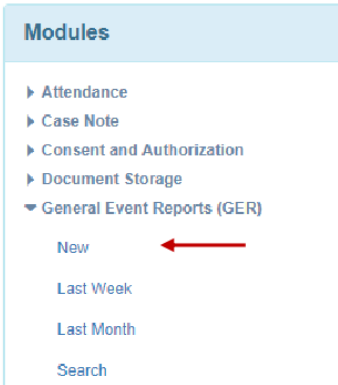 Modules
Attendance
Case Note
Consent and Authorization
Document Storage
General Event Reports (GER)
New
Last Week
Last Month
Search